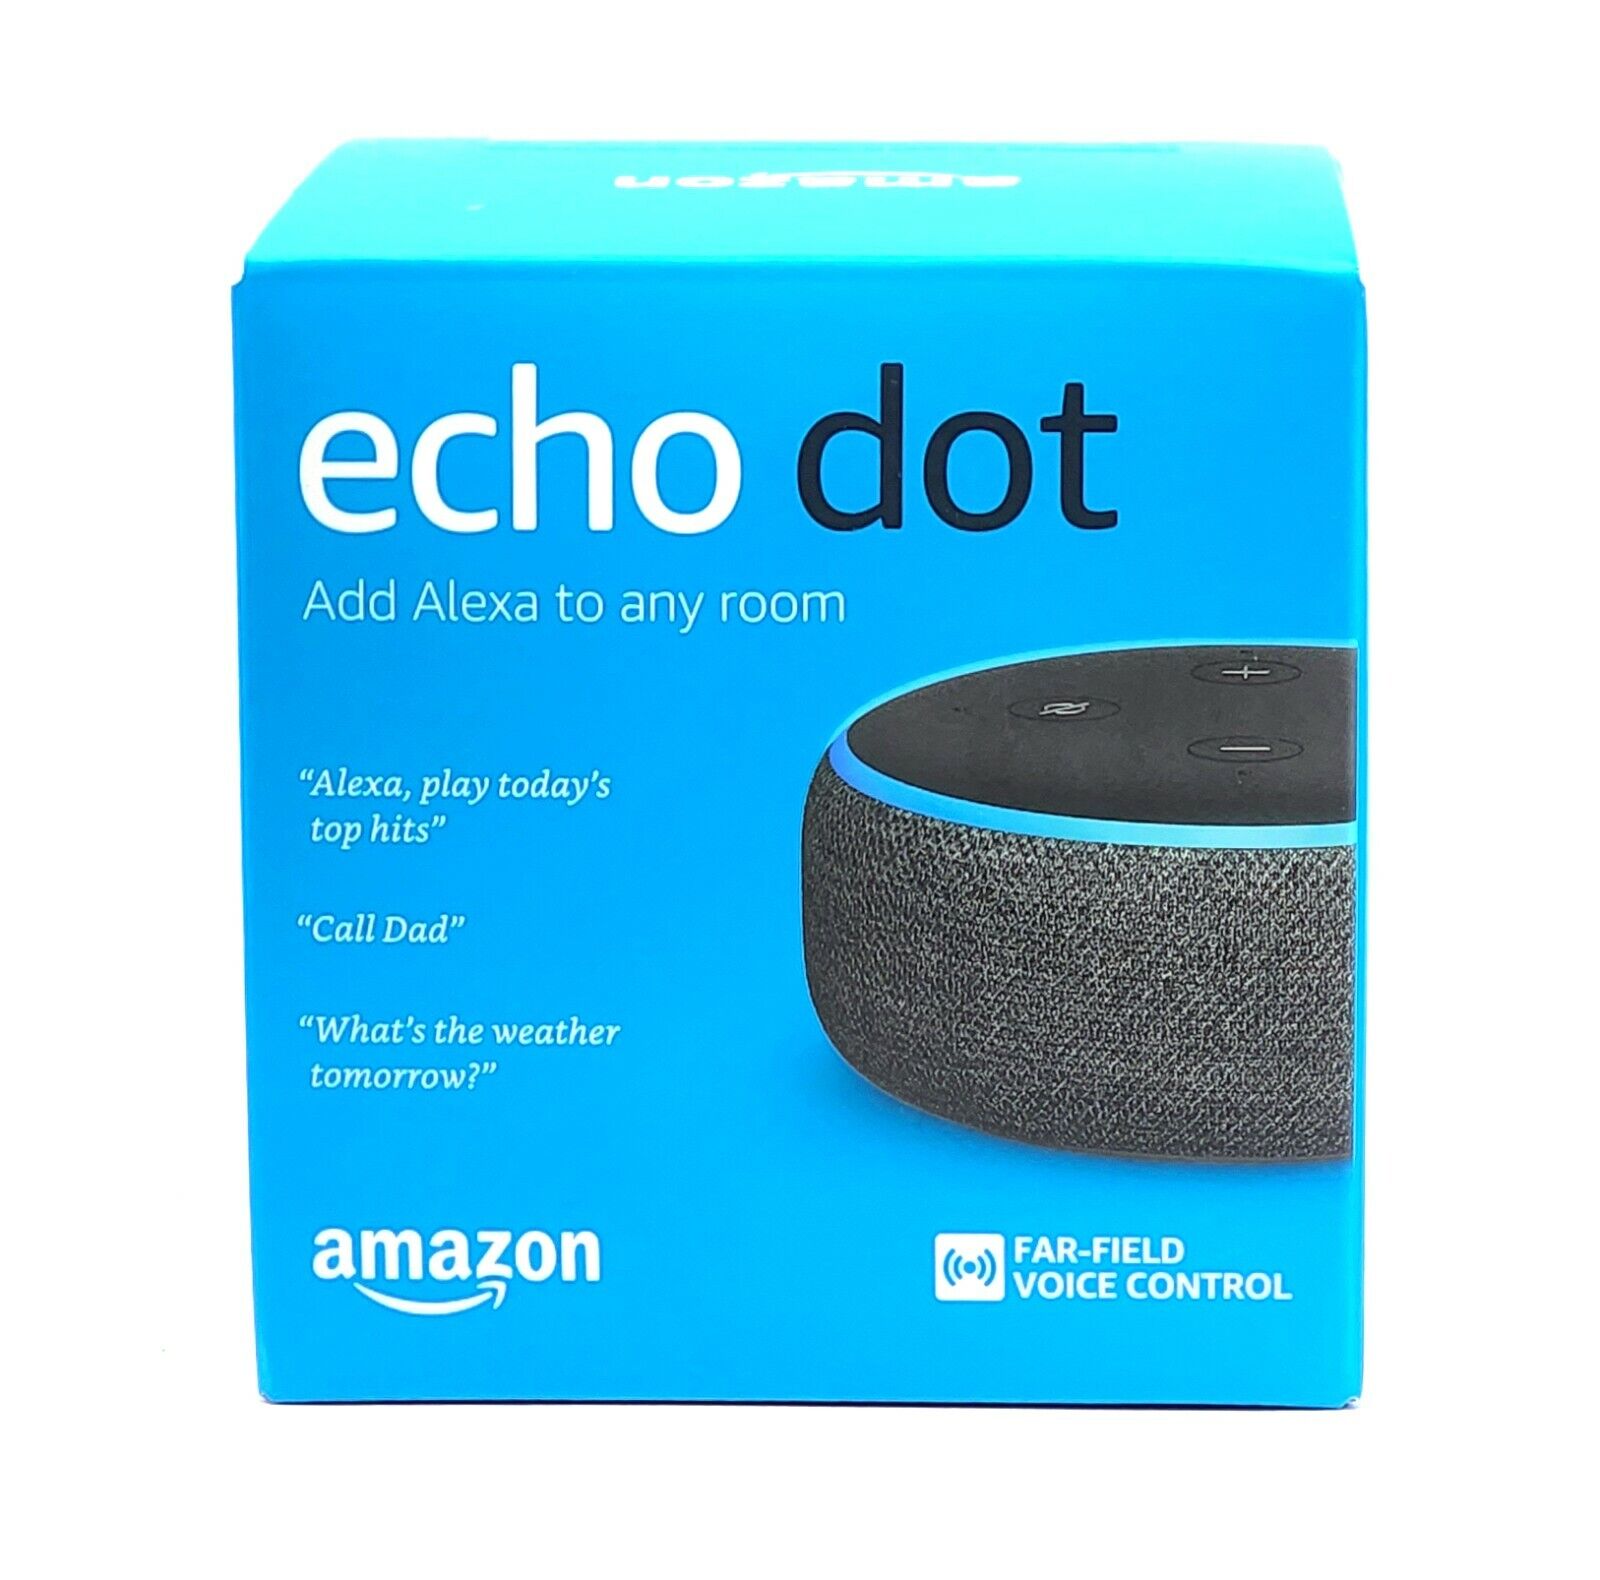 amazon
echo dot
Add Alexa to any room
“Alexa, play today’s
top hits”
“Call Dad”
“What’s the weather
tomorrow?”
amazon
FAR-FIELD
VOICE CONTROL